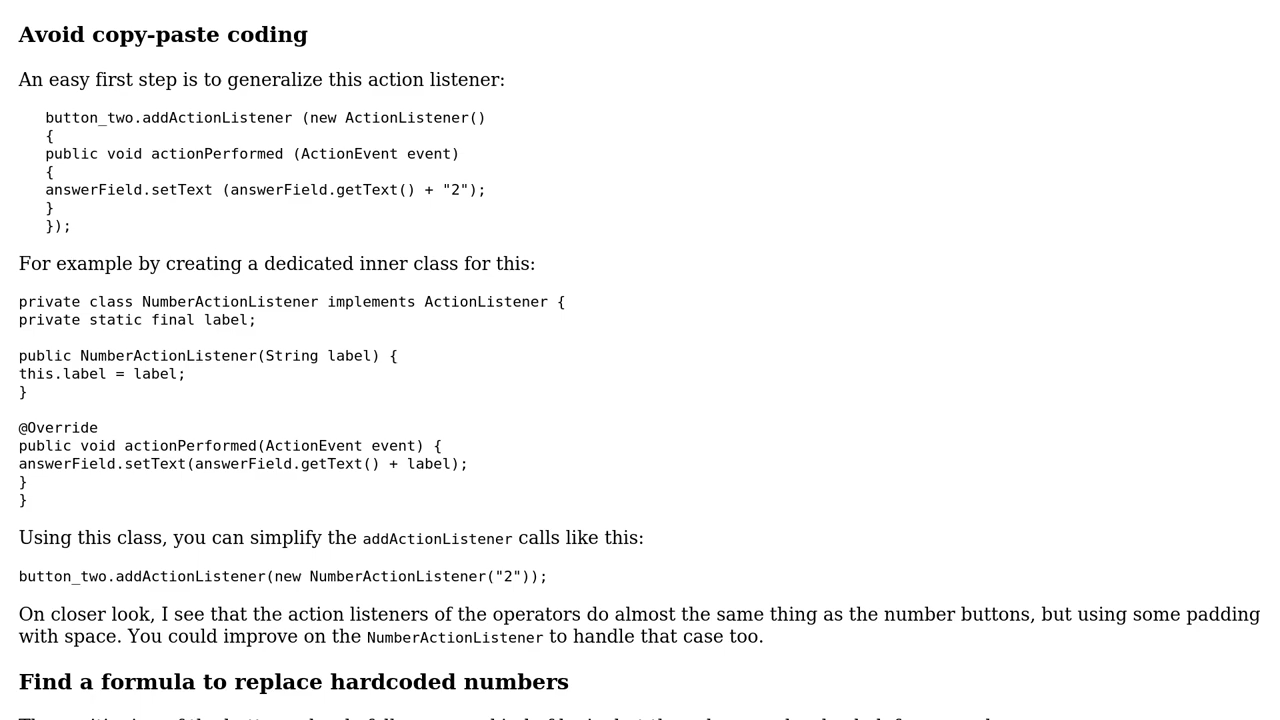 Avoid copy-paste coding
An easy first step is to generalize this action listener:
button_two.addActionListener (new ActionListener()
{
public void actionPerformed (ActionEvent event)
{
answerField.setText (answerField.getText() + "2");
}
});
For example by creating a dedicated inner class for this:
private class NumberActionListener implements ActionListener {
private static final label;
public NumberActionListener(String label) {
this.label = label;
}
@Override
public void actionPerformed(ActionEvent event) {
answerField.setText(answerField.getText() + label);
}
}
Using this class, you can simplify the addActionListener calls like this:
button_two.addActionListener(new NumberActionListener("2"));
On closer look, I see that the action listeners of the operators do almost the same thing as the number buttons, but using some padding
with space. You could improve on the NumberActionListener to handle that case too.
Find a formula to replace hardcoded numbers